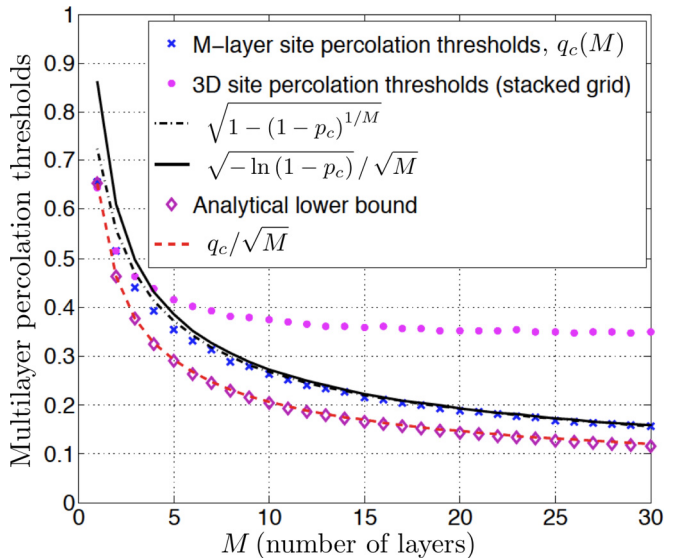 Multilayer percolation thresholds
1
0.9
0.8
0.7
0.6
0.5
0.4
0.3
0.2
0.1
0
M−layer site percolation thresholds, q_c(M)
3D site percolation thresholds (stacked grid)
√(1 − (1 − p_c)^{1/M})
√(−ln (1 − p_c)) / √M
Analytical lower bound
q_c/√M
0 5 10 15 20 25 30
M (number of layers)